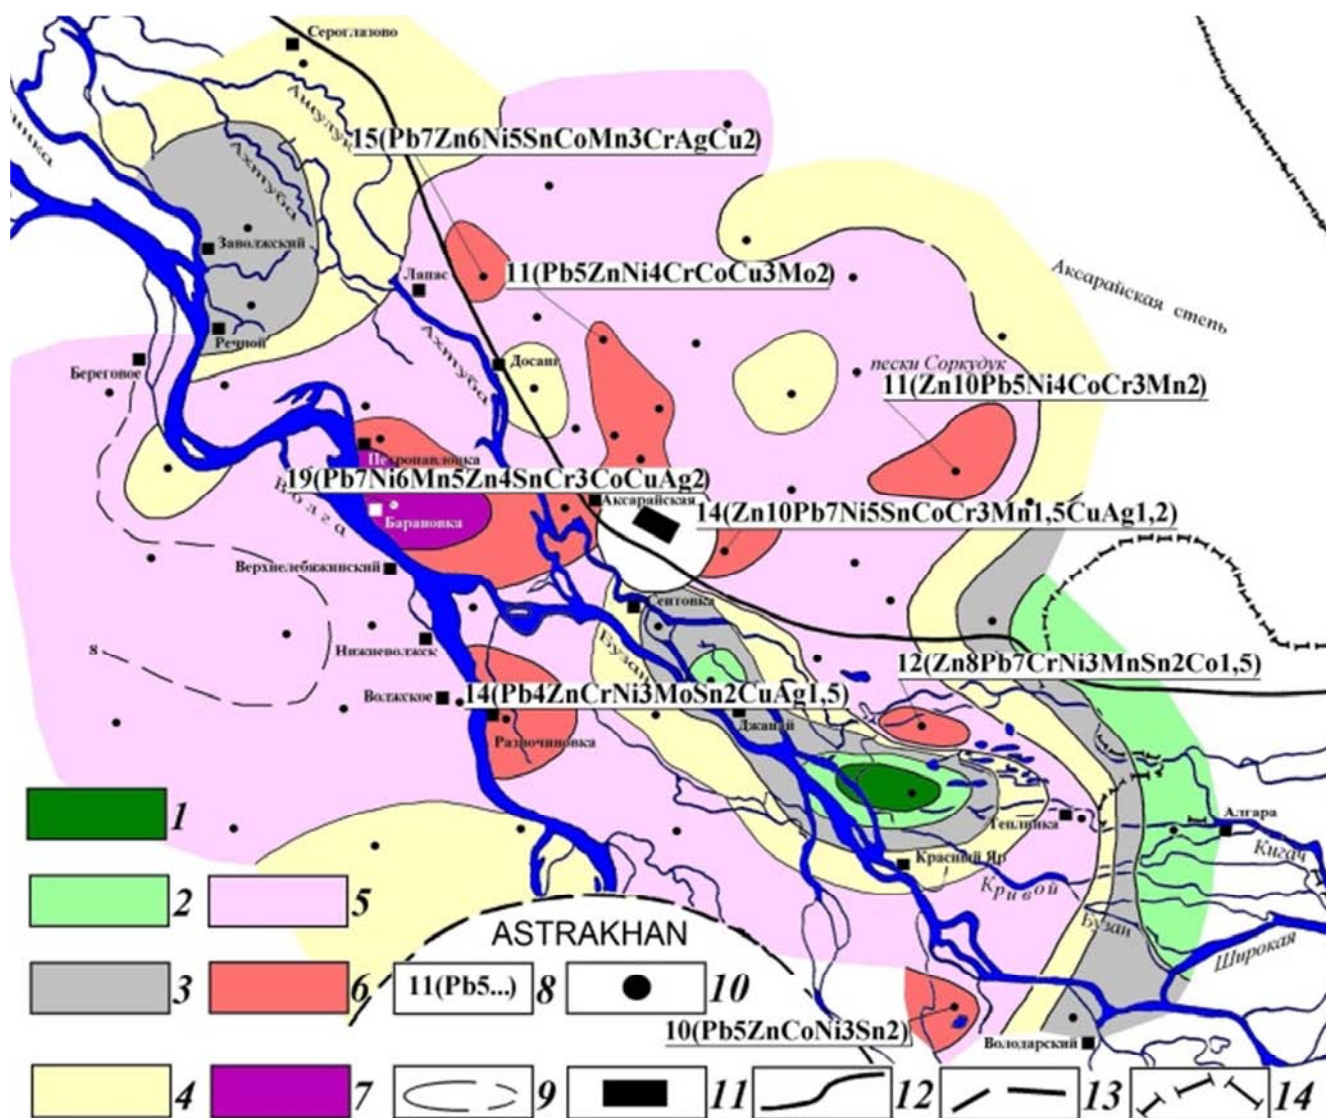 Сероглазово
Ашулук
15(Pb7Zn6Ni5SnCoMn3CrAgCu2)
Ахтуба
Заволжский
Лапас
11(Pb5ZnNi4CrCoCu3Mo2)
Аксарайская степь
Речной
Ахтуба
Береговое
Досанг
пески Соркудук
11(Zn10Pb5Ni4CoCr3Mn2)
Петропавловка
19(Pb7Ni6Mn5Zn4SnCr3CoCuAg2)
Волга
Аксарайская
14(Zn10Pb7Ni5SnCoCr3Mn1,5CuAg1,2)
Барановка
Верхнелебяжинский
Сеитовка
Бузан
Нижневолжск
8
12(Zn8Pb7CrNi3MnSn2Co1,5)
Волжское
14(Pb4ZnCrNi3MoSn2CuAg1,5)
Джанай
Разночиновка
1
Теплинка
Алгара
Красный Яр
Кигач
Кривой
2
5
Бузан
ASTRAKHAN
Широкая
3
6
11(Pb5...)
8
10
10(Pb5ZnCoNi3Sn2)
Володарский
4
7
9
11
12
13
14